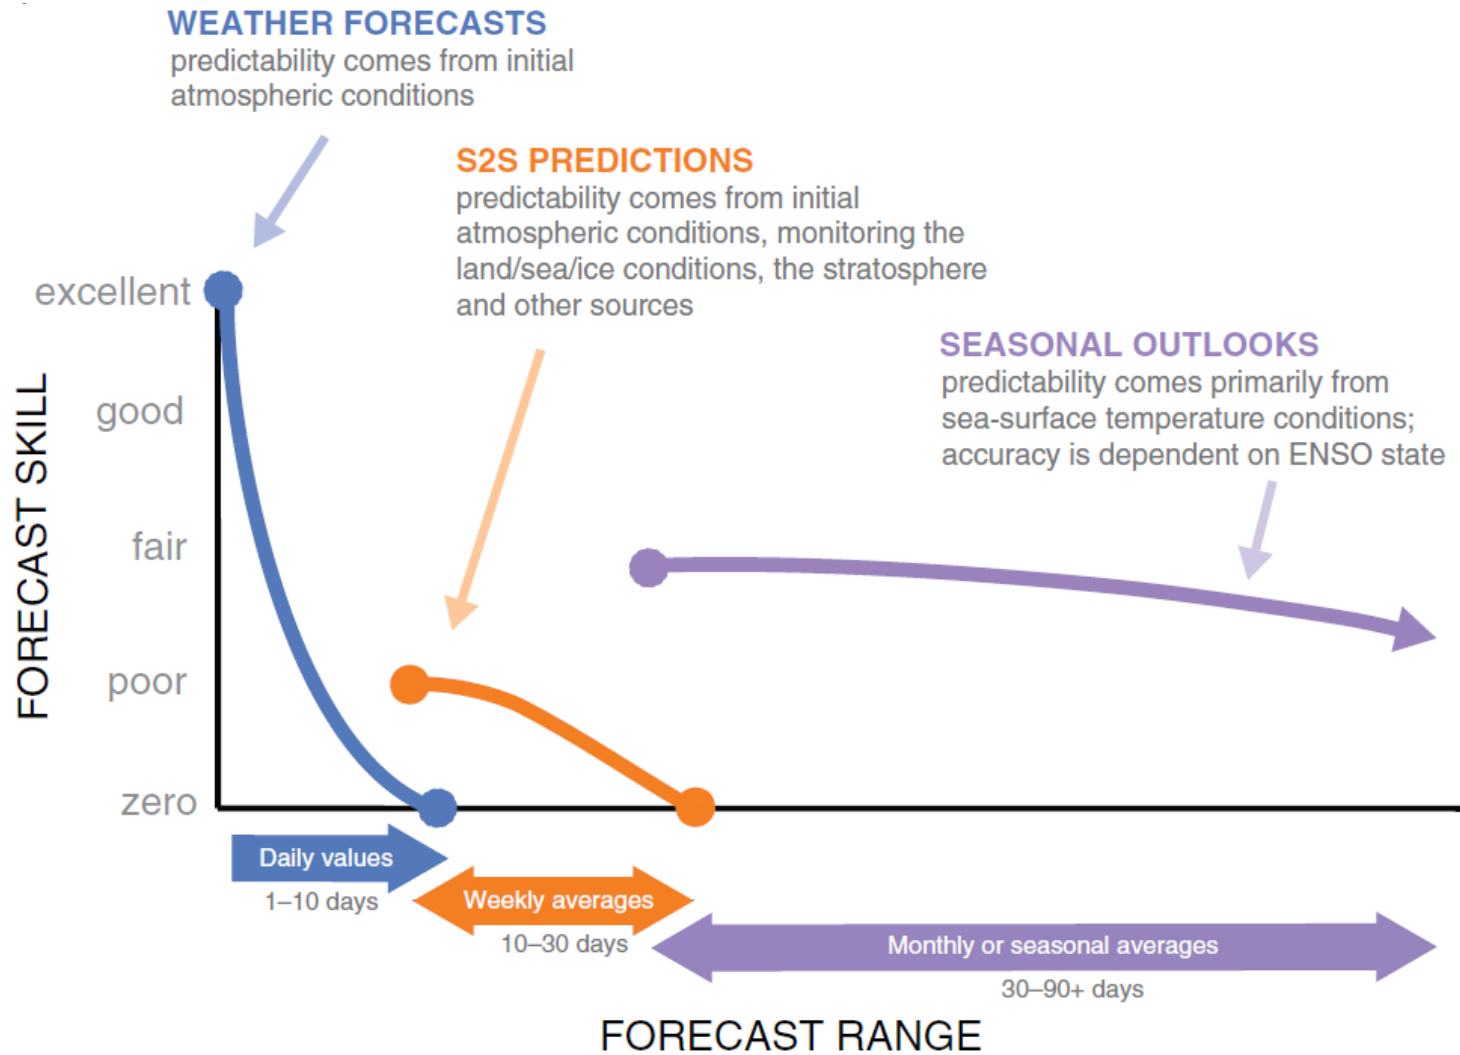 WEATHER FORECASTS
predictability comes from initial
atmospheric conditions
S2S PREDICTIONS
predictability comes from initial
atmospheric conditions, monitoring the
land/sea/ice conditions, the stratosphere
and other sources
SEASONAL OUTLOOKS
predictability comes primarily from
sea-surface temperature conditions;
accuracy is dependent on ENSO state
FORECAST SKILL
excellent
good
fair
poor
zero
Daily values
1–10 days
Weekly averages
10–30 days
Monthly or seasonal averages
30–90+ days
FORECAST RANGE